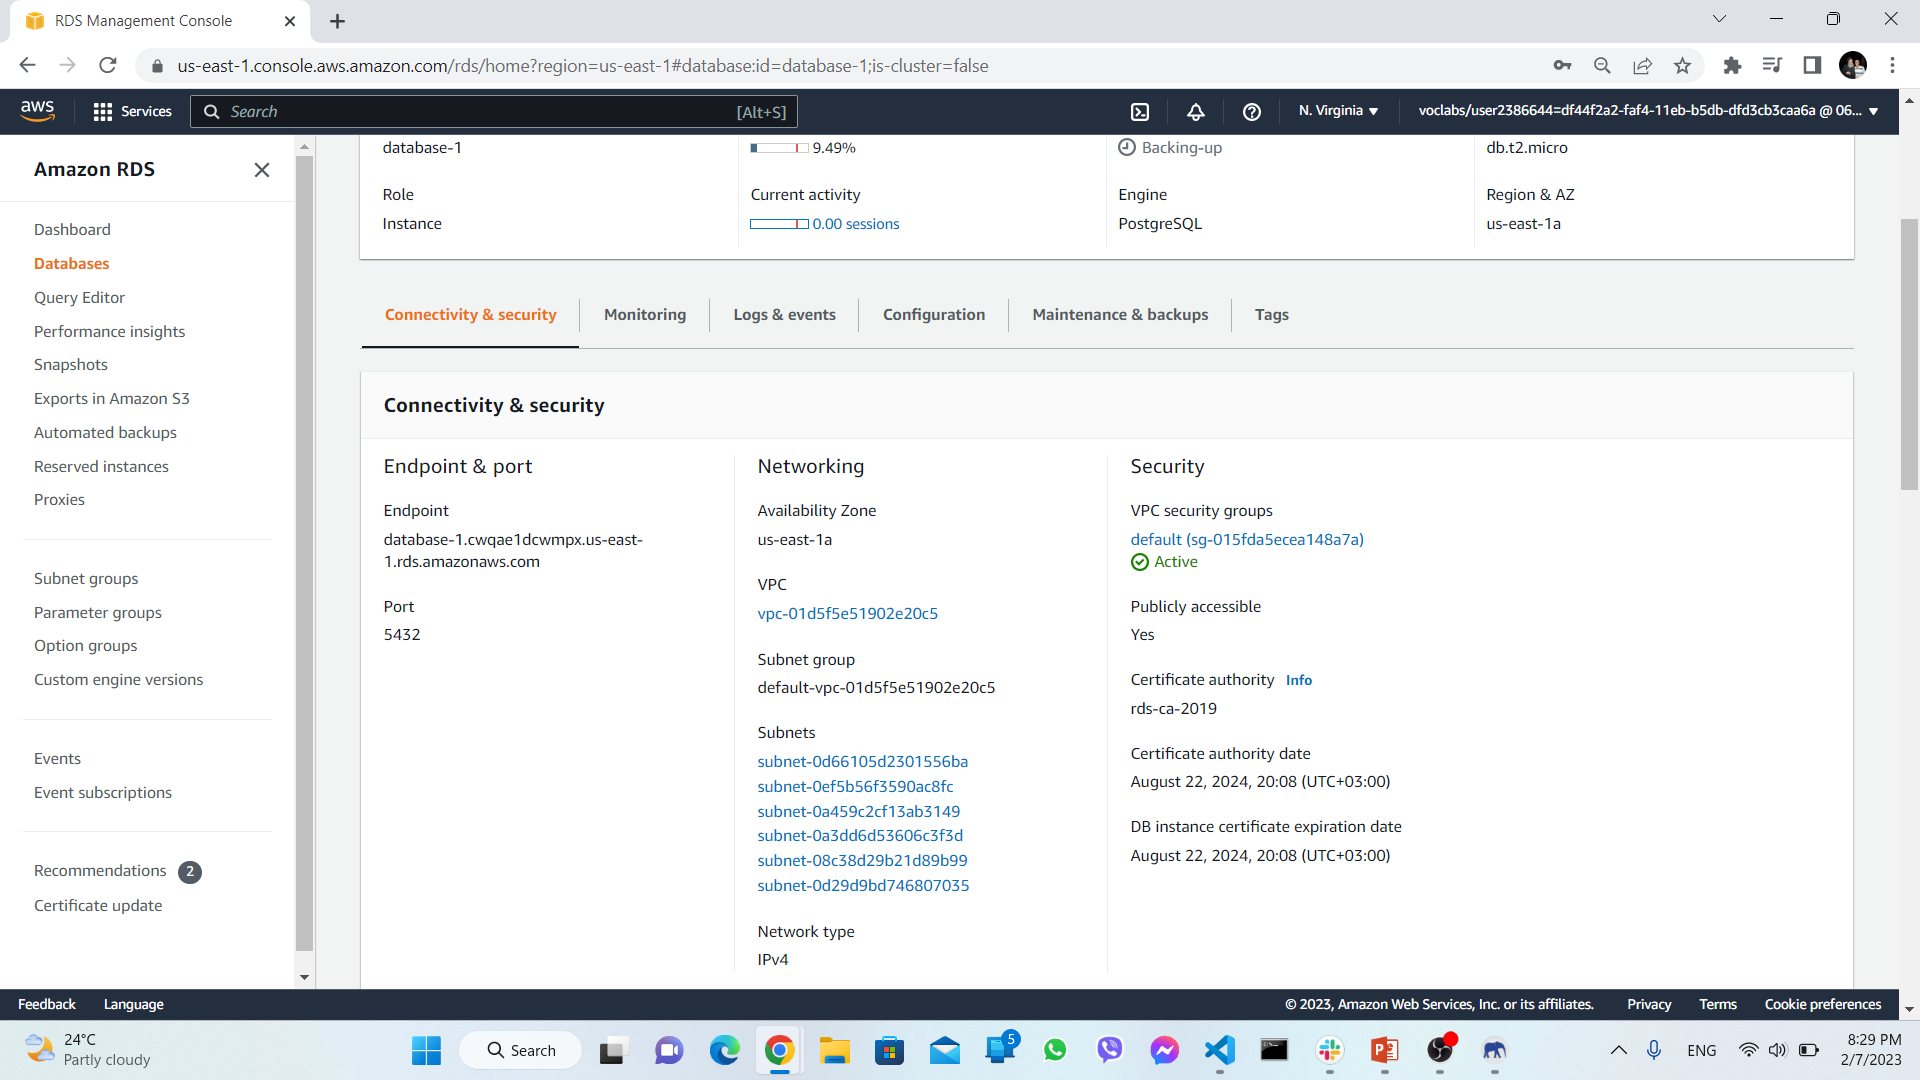 RDS Management Console
us-east-1.console.aws.amazon.com/rds/home?region=us-east-1#database:id=database-1;is-cluster=false
aws
Services
Search
[Alt+S]
N. Virginia
voclabs/user2386644=df44f2a2-faf4-11eb-b5db-dfd3cb3caa6a @ 06...
Amazon RDS
Dashboard
Databases
Query Editor
Performance insights
Snapshots
Exports in Amazon S3
Automated backups
Reserved instances
Proxies
Subnet groups
Parameter groups
Option groups
Custom engine versions
Events
Event subscriptions
Recommendations 2
Certificate update
database-1
9.49%
Backing-up
db.t2.micro
Role
Current activity
Engine
Region & AZ
Instance
0.00 sessions
PostgreSQL
us-east-1a
Connectivity & security
Monitoring
Logs & events
Configuration
Maintenance & backups
Tags
Connectivity & security
Endpoint & port
Endpoint
database-1.cwqae1dcwmpx.us-east-
1.rds.amazonaws.com
Port
5432
Networking
Availability Zone
us-east-1a
VPC
vpc-01d5f5e51902e20c5
Subnet group
default-vpc-01d5f5e51902e20c5
Subnets
subnet-0d66105d2301556ba
subnet-0ef5b56f3590ac8fc
subnet-0a459c2cf13ab3149
subnet-0a3dd6d53606c3f3d
subnet-08c38d29b21d89b99
subnet-0d29d9bd746807035
Network type
IPv4
Security
VPC security groups
default (sg-015fda5ecea148a7a)
Active
Publicly accessible
Yes
Certificate authority Info
rds-ca-2019
Certificate authority date
August 22, 2024, 20:08 (UTC+03:00)
DB instance certificate expiration date
August 22, 2024, 20:08 (UTC+03:00)
Feedback
Language
© 2023, Amazon Web Services, Inc. or its affiliates.
Privacy
Terms
Cookie preferences
24°C
Partly cloudy
Search
5
ENG
8:29 PM
2/7/2023